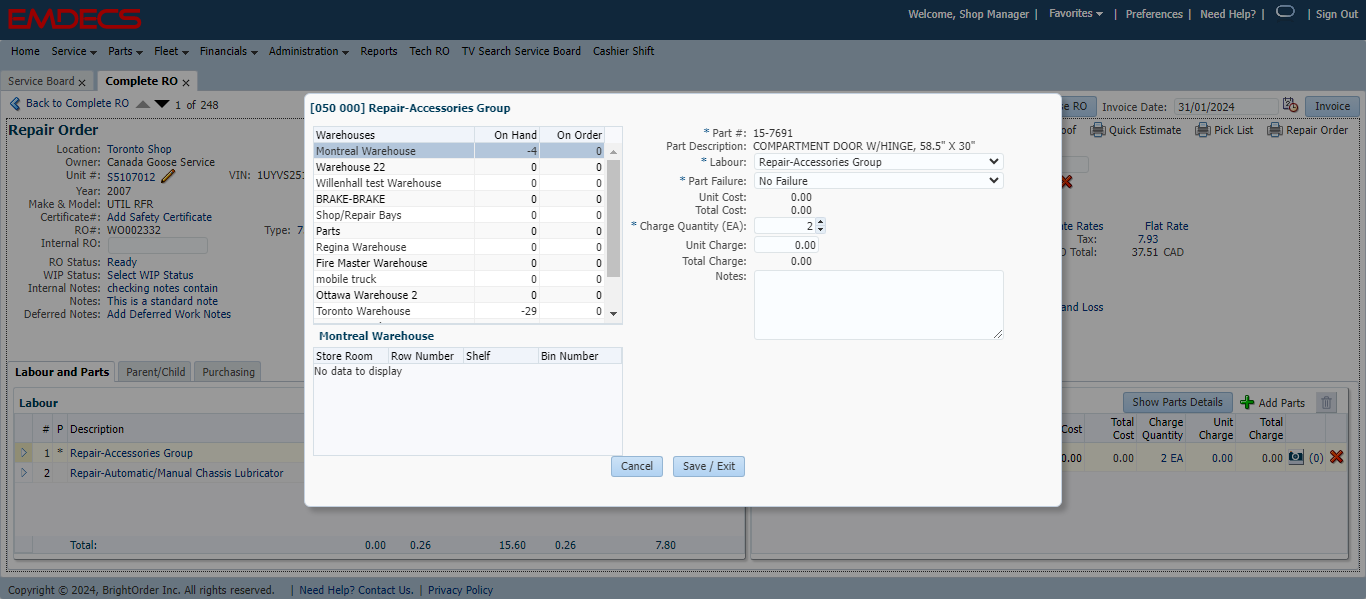 EMDECS
Welcome, Shop Manager | Favorites | Preferences | Need Help? | | Sign Out
Home Service Parts Fleet Financials Administration Reports Tech RO TV Search Service Board Cashier Shift
Service Board x Complete RO x
Back to Complete RO 1 of 248
e RO Invoice Date: 31/01/2024 Invoice
Repair Order
oof Quick Estimate Pick List Repair Order
Location: Toronto Shop
Owner: Canada Goose Service
Unit #: S5107012 VIN: 1UYVS251
Year: 2007
Make & Model: UTIL RFR
Certificate#: Add Safety Certificate
RO#: WO002332 Type: 7
Internal RO:
RO Status: Ready
WIP Status: Select WIP Status
Internal Notes: checking notes contain
Notes: This is a standard note
Deferred Notes: Add Deferred Work Notes
te Rates Flat Rate
Tax: 7.93
O Total: 37.51 CAD
and Loss
[050 000] Repair-Accessories Group
Warehouses On Hand On Order
Montreal Warehouse -4 0
Warehouse 22 0 0
Willenhall test Warehouse 0 0
BRAKE-BRAKE 0 0
Shop/Repair Bays 0 0
Parts 0 0
Regina Warehouse 0 0
Fire Master Warehouse 0 0
mobile truck 0 0
Ottawa Warehouse 2 0 0
Toronto Warehouse -29 0
Montreal Warehouse
Store Room Row Number Shelf Bin Number
No data to display
* Part #: 15-7691
Part Description: COMPARTMENT DOOR W/HINGE, 58.5" X 30"
* Labour: Repair-Accessories Group
* Part Failure: No Failure
Unit Cost: 0.00
Total Cost: 0.00
* Charge Quantity (EA): 2
Unit Charge: 0.00
Total Charge: 0.00
Notes:
Cancel Save / Exit
Labour and Parts Parent/Child Purchasing
Labour
# P Description
1 * Repair-Accessories Group
2 Repair-Automatic/Manual Chassis Lubricator
Total: 0.00 0.26 15.60 0.26 7.80
Show Parts Details Add Parts
Cost Total Cost Charge Quantity Unit Charge Total Charge
0.00 0.00 2 EA 0.00 0.00 (0)
Copyright © 2024, BrightOrder Inc. All rights reserved. | Need Help? Contact Us. | Privacy Policy